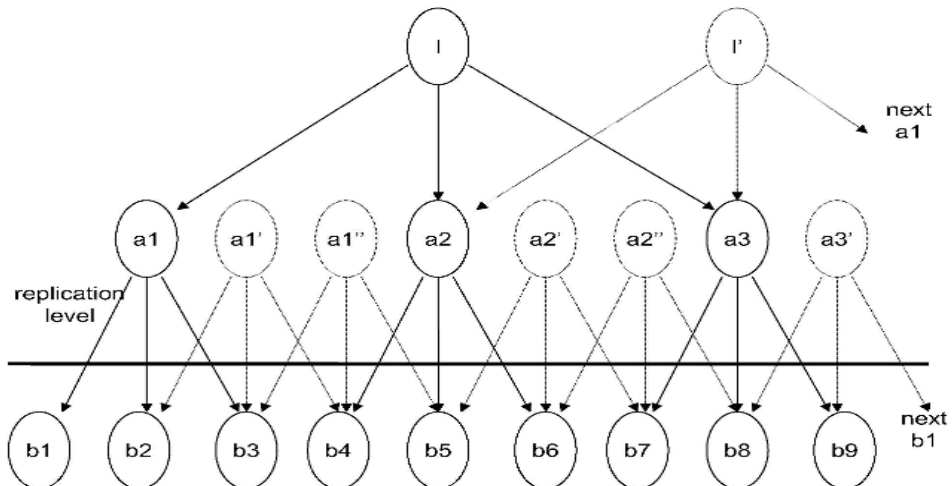 I
I'
next
a1
a1
a1'
a1"
a2
a2'
a2"
a3
a3'
replication
level
b1
b2
b3
b4
b5
b6
b7
b8
b9
next
b1